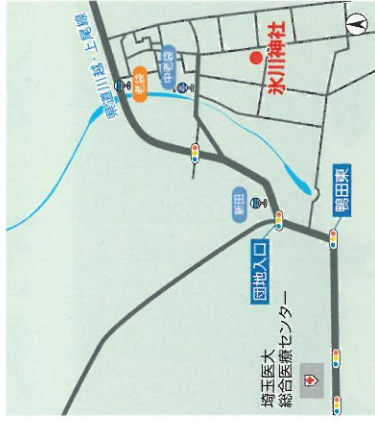 県道川越・上尾線
老袋
中老袋
氷川神社
新田
団地入口
鴨田東
埼玉医大
総合医療センター